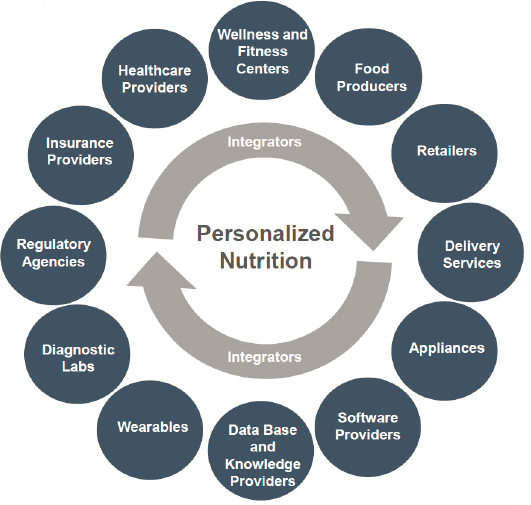 Wellness and
Fitness
Centers
Food
Producers
Retailers
Delivery
Services
Appliances
Software
Providers
Data Base
and
Knowledge
Providers
Wearables
Diagnostic
Labs
Regulatory
Agencies
Insurance
Providers
Healthcare
Providers
Integrators
Personalized
Nutrition
Integrators